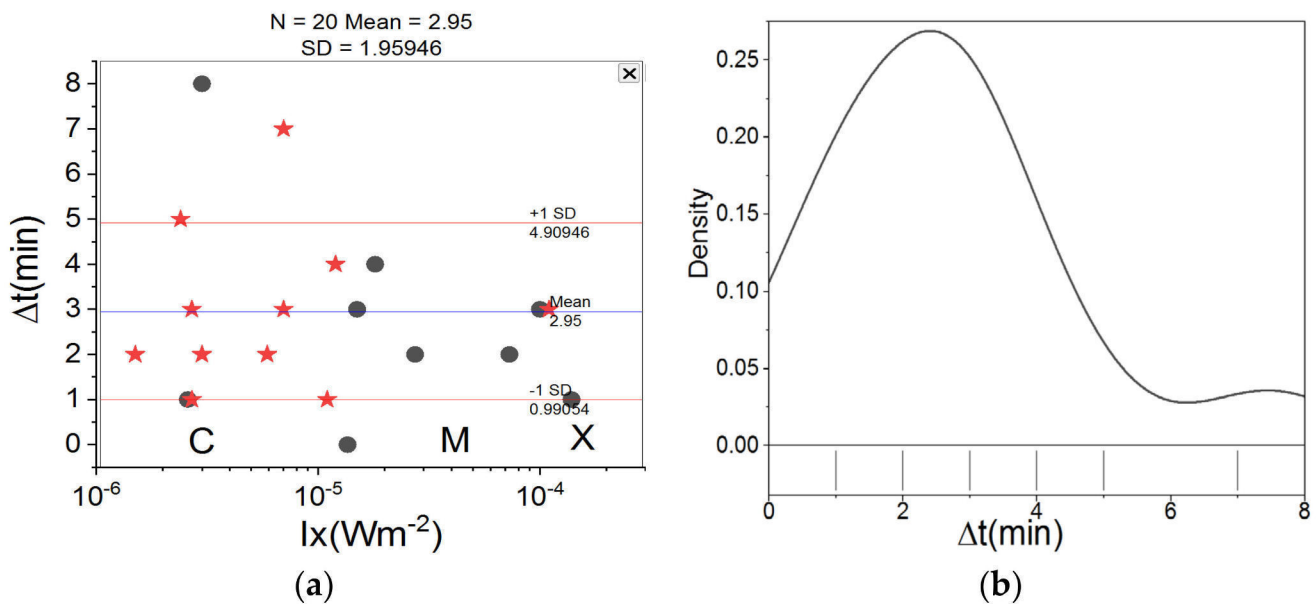 N = 20 Mean = 2.95
SD = 1.95946
8
7
6
5
4
3
2
1
0
Δt(min)
+1 SD
4.90946
Mean
2.95
-1 SD
0.99054
C M X
10-6 10-5 10-4
Ix(Wm-2)
(a)
0.25
0.20
0.15
0.10
0.05
0.00
Density
0 2 4 6 8
Δt(min)
(b)